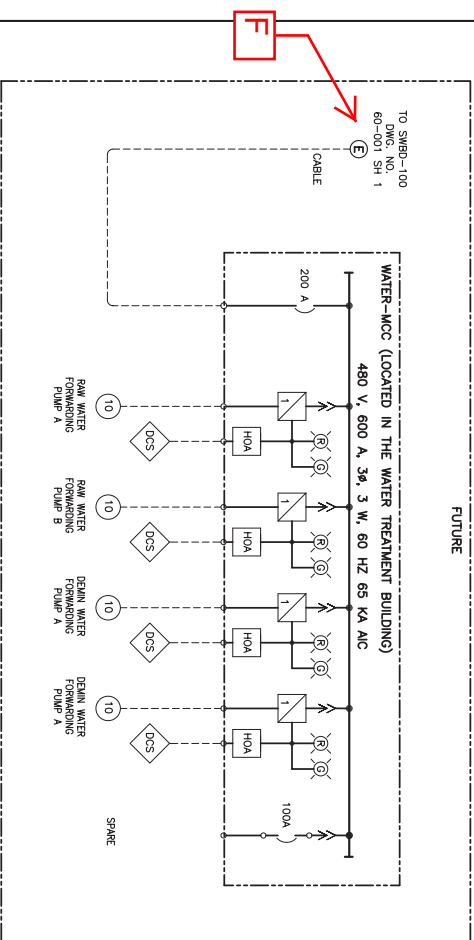 F
TO SWBD-100
DWG. NO.
60-001 SH 1
E
CABLE
FUTURE
WATER-MCC (LOCATED IN THE WATER TREATMENT BUILDING)
480 V, 600 A, 3Ø, 3 W, 60 HZ 65 KA AIC
200 A
1
R
G
HOA
DCS
10
RAW WATER
FORWARDING
PUMP A
1
R
G
HOA
DCS
10
RAW WATER
FORWARDING
PUMP B
1
R
G
HOA
DCS
10
DEMIN WATER
FORWARDING
PUMP A
1
R
G
HOA
DCS
10
DEMIN WATER
FORWARDING
PUMP A
100A
SPARE